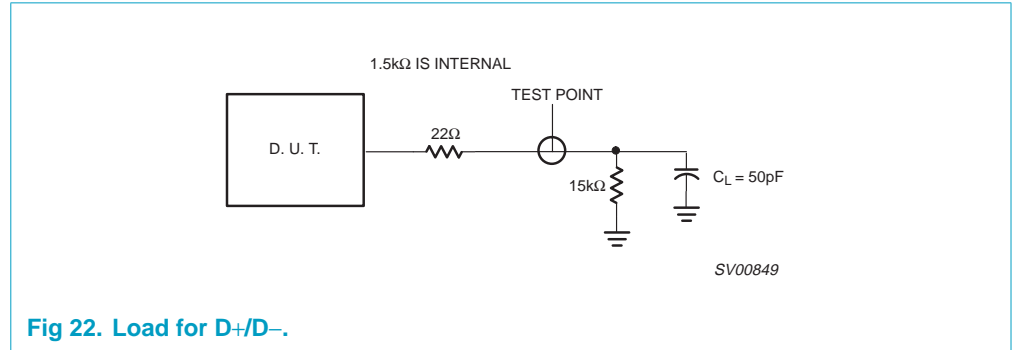 1.5kΩ IS INTERNAL
TEST POINT
22Ω
D. U. T.
15kΩ
CL = 50pF
SV00849
Fig 22. Load for D+/D−.